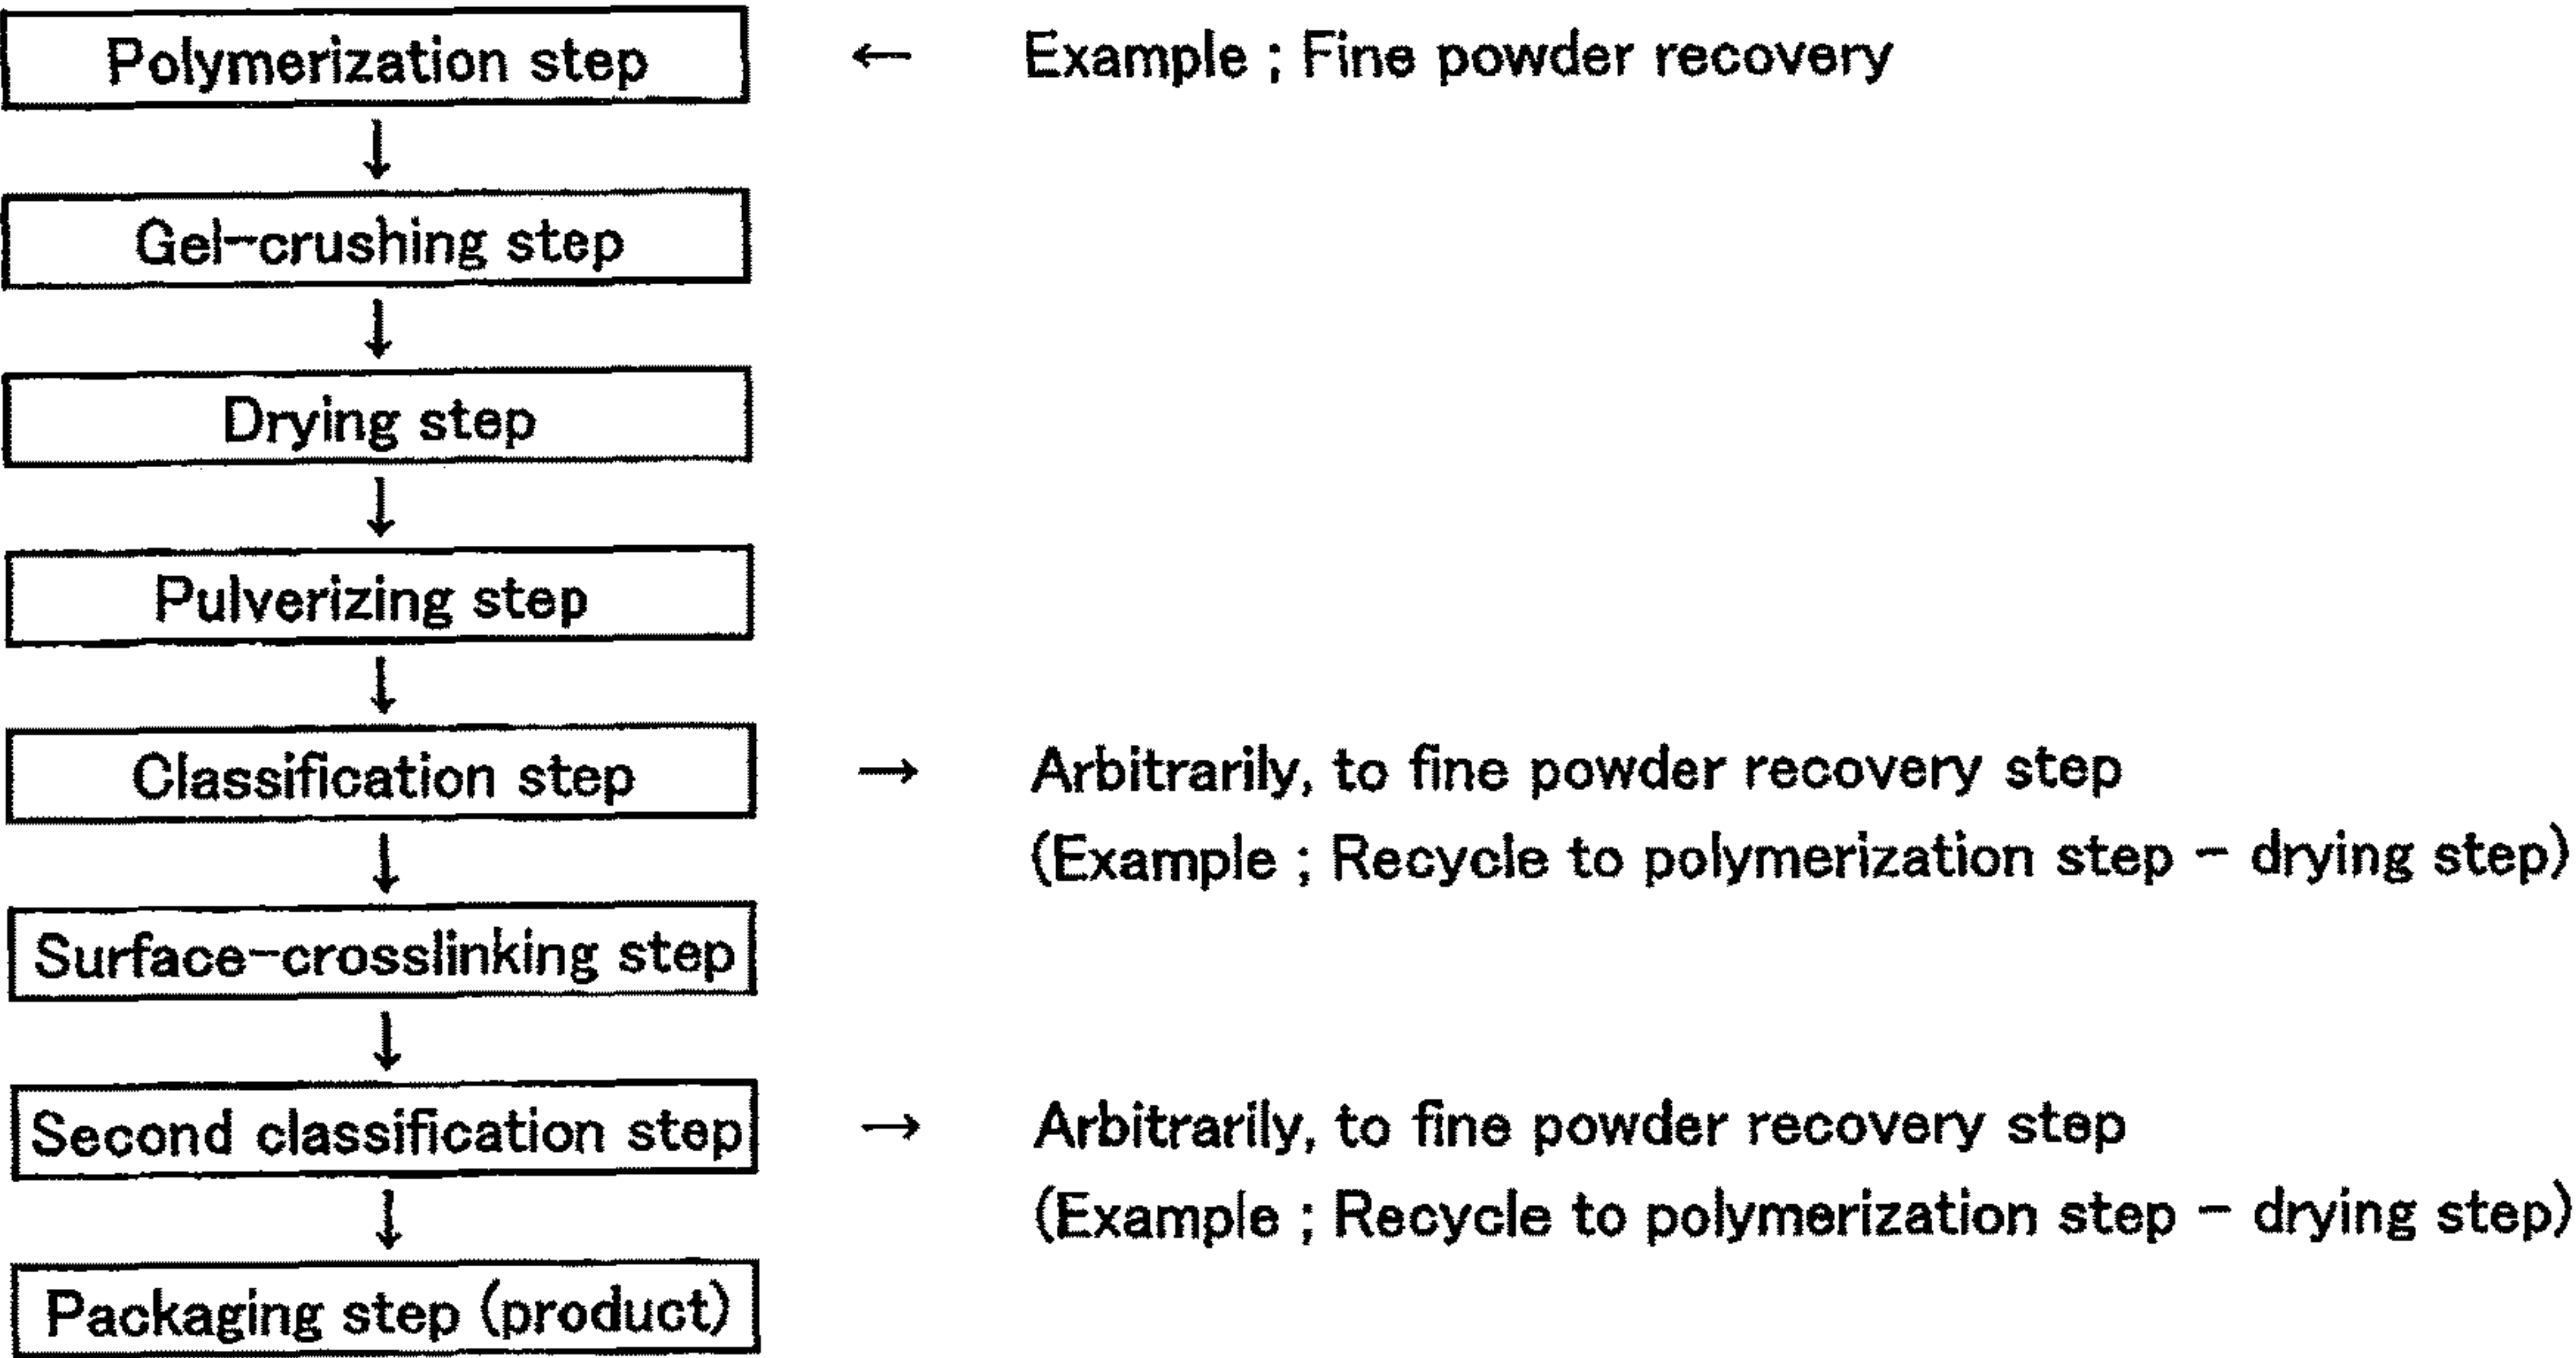 Polymerization step ← Example ; Fine powder recovery
↓
Gel-crushing step
↓
Drying step
↓
Pulverizing step
↓
Classification step → Arbitrarily, to fine powder recovery step
(Example ; Recycle to polymerization step - drying step)
↓
Surface-crosslinking step
↓
Second classification step → Arbitrarily, to fine powder recovery step
(Example ; Recycle to polymerization step - drying step)
↓
Packaging step (product)